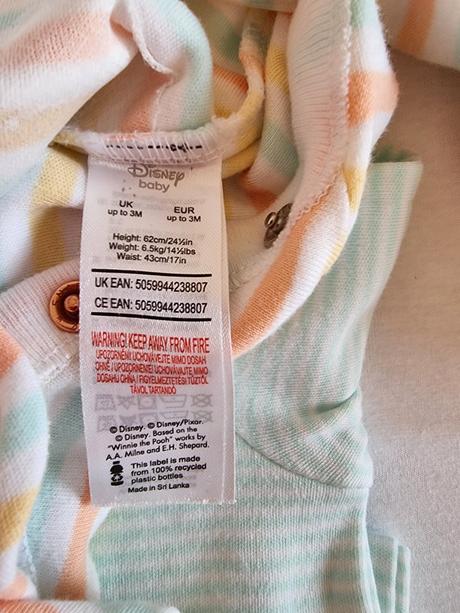 Disney
baby
UK EUR
up to 3M up to 3M
Height: 62cm/24½in
Weight: 6.5kg/14½lbs
Waist: 43cm/17in
UK EAN: 5059944238807
CE EAN: 5059944238807
WARNING! KEEP AWAY FROM FIRE
UPOZORNĚNÍ! UCHOVÁVEJTE MIMO DOSAH
OHNĚ / UPOZORNENIE! UCHOVÁVAJTE MIMO
DOSAHU OHŇA / FIGYELMEZTETÉS! TŰZTŐL
TÁVOL TARTANDÓ
© Disney. © Disney/Pixar.
© Disney. Based on the
"Winnie the Pooh" works by
A.A. Milne and E.H. Shepard.
This label is made
from 100% recycled
plastic bottles
Made in Sri Lanka